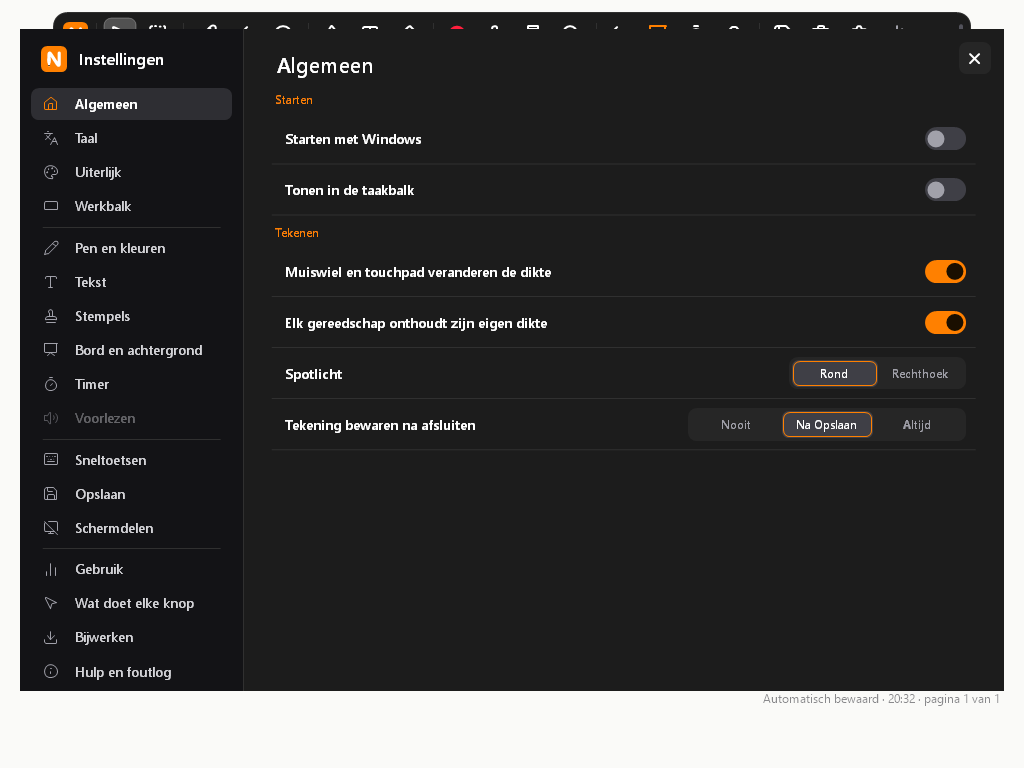 N Instellingen
Algemeen
Taal
Uiterlijk
Werkbalk
Pen en kleuren
Tekst
Stempels
Bord en achtergrond
Timer
Voorlezen
Sneltoetsen
Opslaan
Schermdelen
Gebruik
Wat doet elke knop
Bijwerken
Hulp en foutlog
Algemeen
Starten
Starten met Windows
Tonen in de taakbalk
Tekenen
Muiswiel en touchpad veranderen de dikte
Elk gereedschap onthoudt zijn eigen dikte
Spotlicht Rond Rechthoek
Tekening bewaren na afsluiten Nooit Na Opslaan Altijd
Automatisch bewaard · 20:32 · pagina 1 van 1